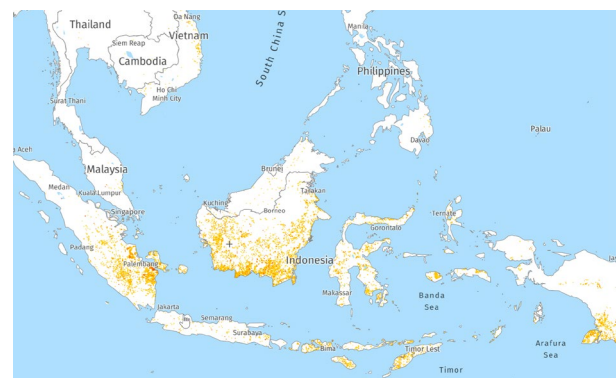 Da Nang
Manila
Thailand
Vietnam
Siem Reap
Cambodia
South China S
Philippines
Ho Chi
Minh City
Surat Thani
Palau
Davao
Aceh
Brunei
Malaysia
Tarakan
Medan
Kuala Lumpur
Kuching
Singapore
Borneo
Ternate
Gorontalo
Padang
Palembang
Indonesia
Makassar
Banda
Sea
Jakarta
Semarang
Surabaya
Bima
Timor Lest
Arafura
Sea
Timor